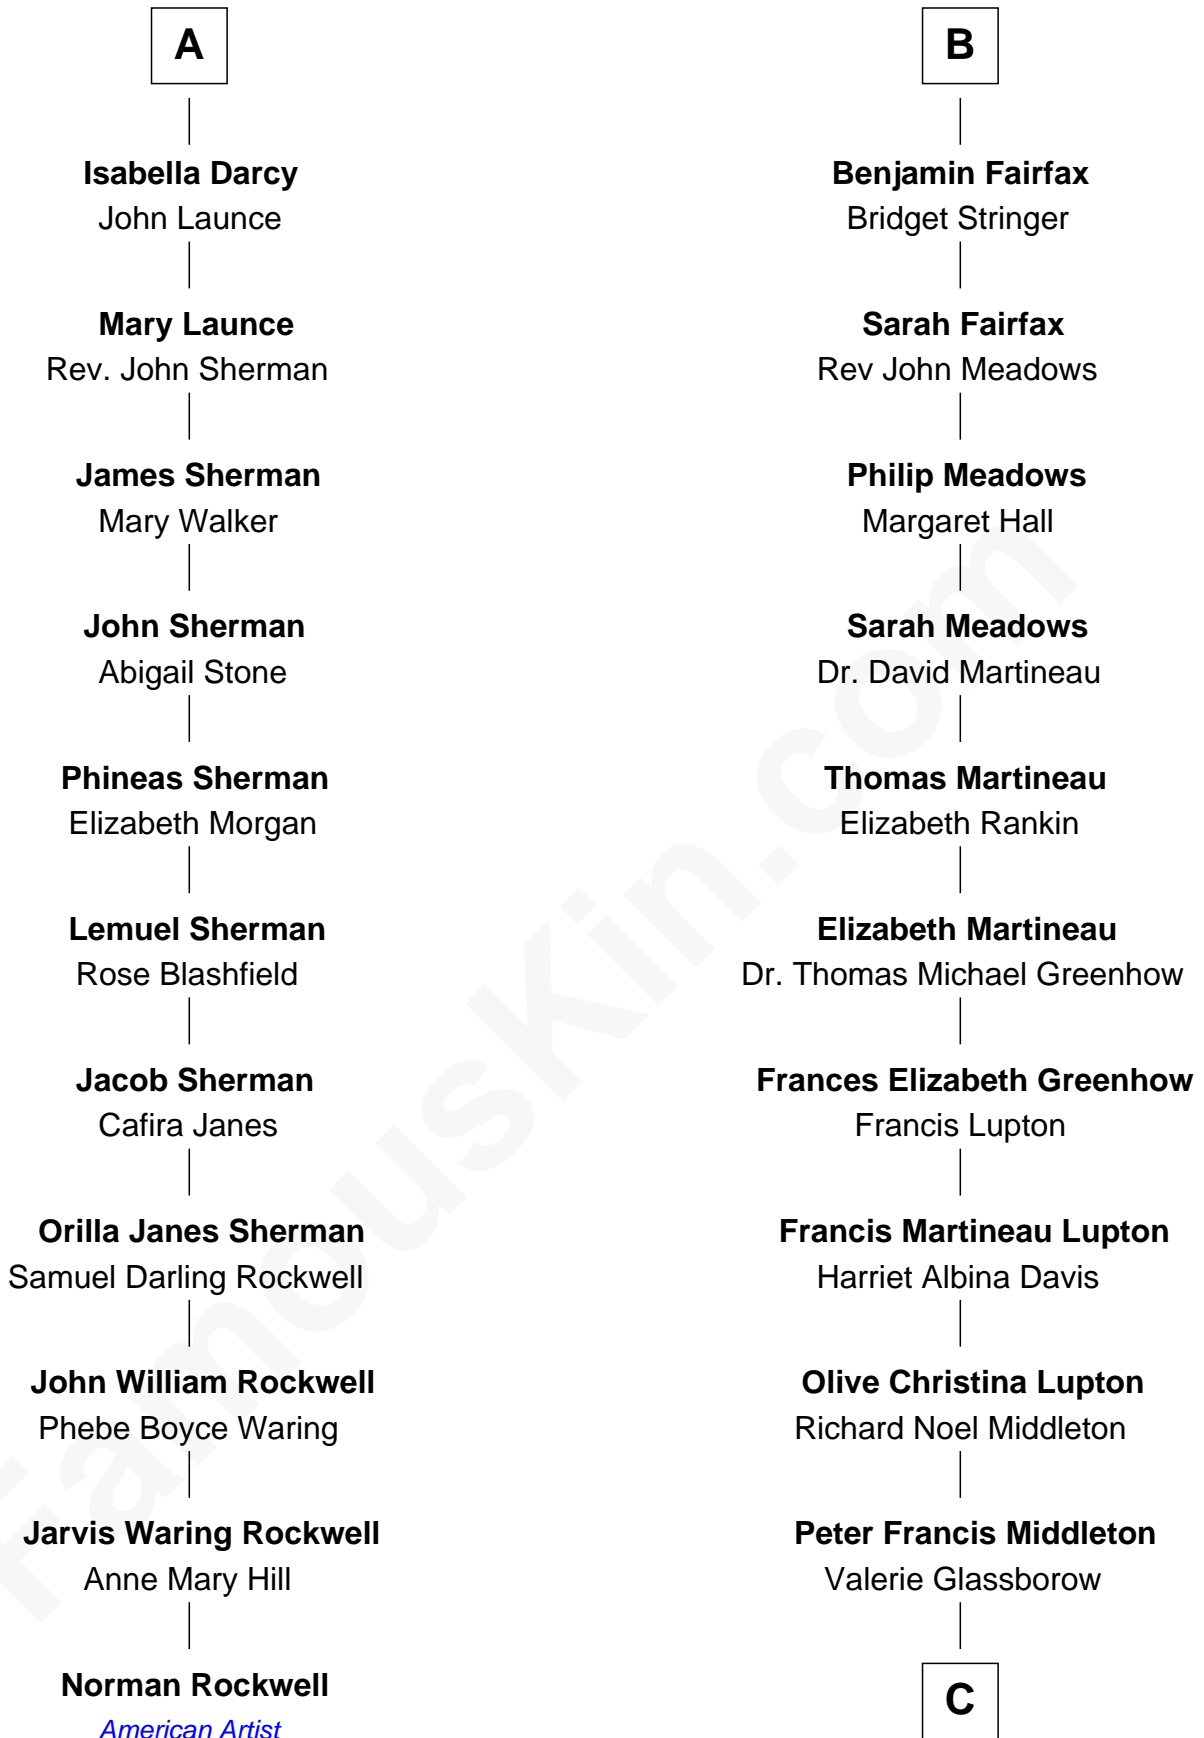 A
Isabella Darcy
John Launce
Mary Launce
Rev. John Sherman
James Sherman
Mary Walker
John Sherman
Abigail Stone
Phineas Sherman
Elizabeth Morgan
Lemuel Sherman
Rose Blashfield
Jacob Sherman
Cafira Janes
Orilla Janes Sherman
Samuel Darling Rockwell
John William Rockwell
Phebe Boyce Waring
Jarvis Waring Rockwell
Anne Mary Hill
Norman Rockwell
American Artist
B
Benjamin Fairfax
Bridget Stringer
Sarah Fairfax
Rev John Meadows
Philip Meadows
Margaret Hall
Sarah Meadows
Dr. David Martineau
Thomas Martineau
Elizabeth Rankin
Elizabeth Martineau
Dr. Thomas Michael Greenhow
Frances Elizabeth Greenhow
Francis Lupton
Francis Martineau Lupton
Harriet Albina Davis
Olive Christina Lupton
Richard Noel Middleton
Peter Francis Middleton
Valerie Glassborow
C
FamousKin.com